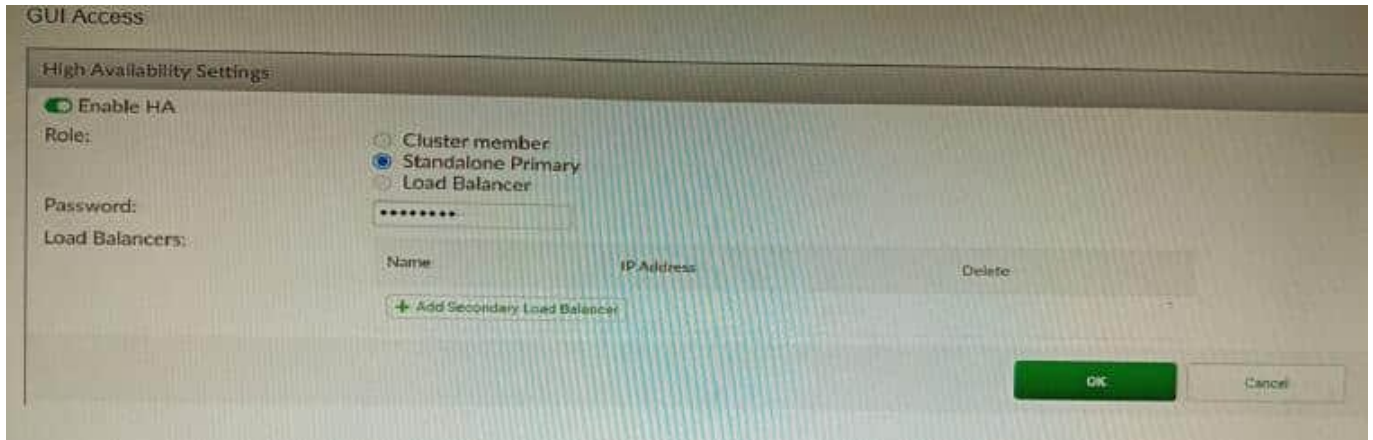 GUI Access
High Availability Settings
Enable HA
Role:
Cluster member
Standalone Primary
Load Balancer
Password:
••••••••
Load Balancers:
Name IP Address Delete
+ Add Secondary Load Balancer
OK Cancel